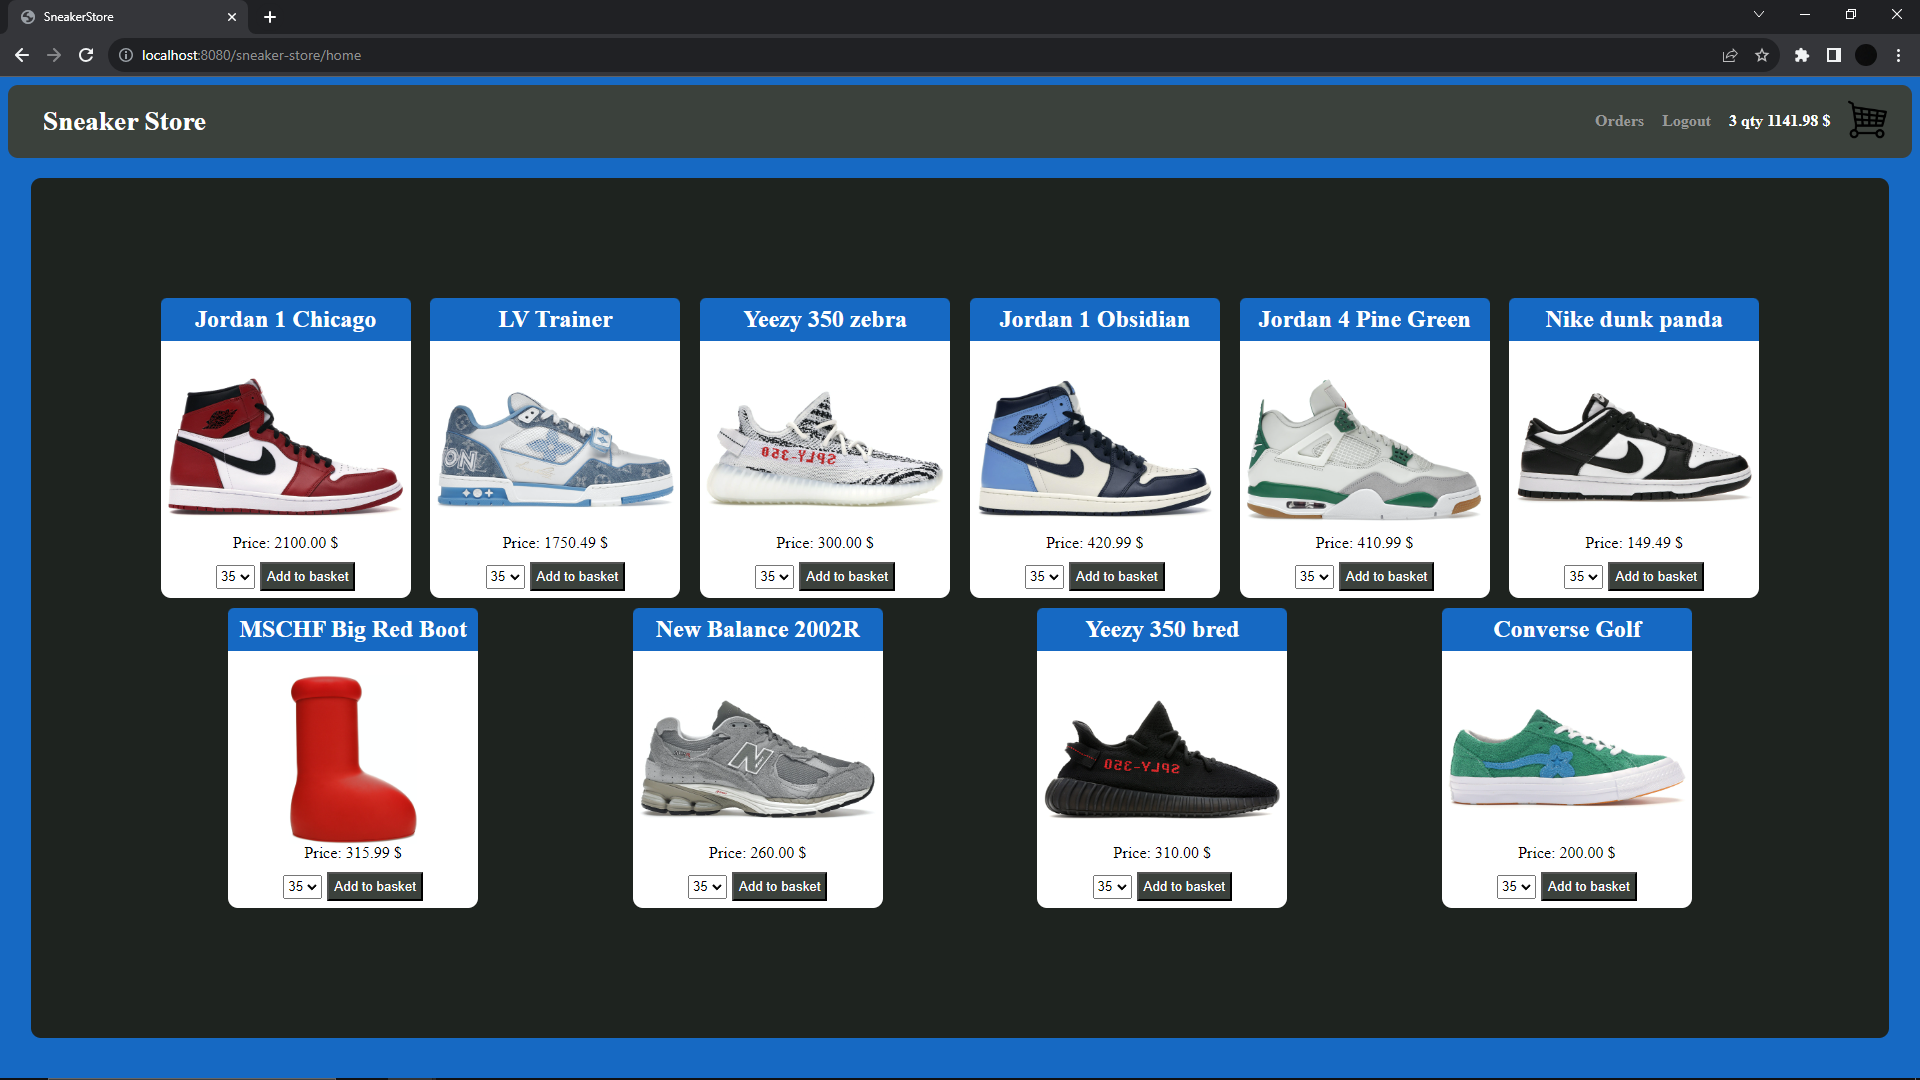 SneakerStore
localhost:8080/sneaker-store/home
Sneaker Store
Orders Logout 3 qty 1141.98 $
Jordan 1 Chicago
Price: 2100.00 $
35 Add to basket
LV Trainer
ON
Price: 1750.49 $
35 Add to basket
Yeezy 350 zebra
SPLY-350
Price: 300.00 $
35 Add to basket
Jordan 1 Obsidian
Price: 420.99 $
35 Add to basket
Jordan 4 Pine Green
Price: 410.99 $
35 Add to basket
Nike dunk panda
Price: 149.49 $
35 Add to basket
MSCHF Big Red Boot
Price: 315.99 $
35 Add to basket
New Balance 2002R
N
Price: 260.00 $
35 Add to basket
Yeezy 350 bred
SPLY-350
Price: 310.00 $
35 Add to basket
Converse Golf
Price: 200.00 $
35 Add to basket